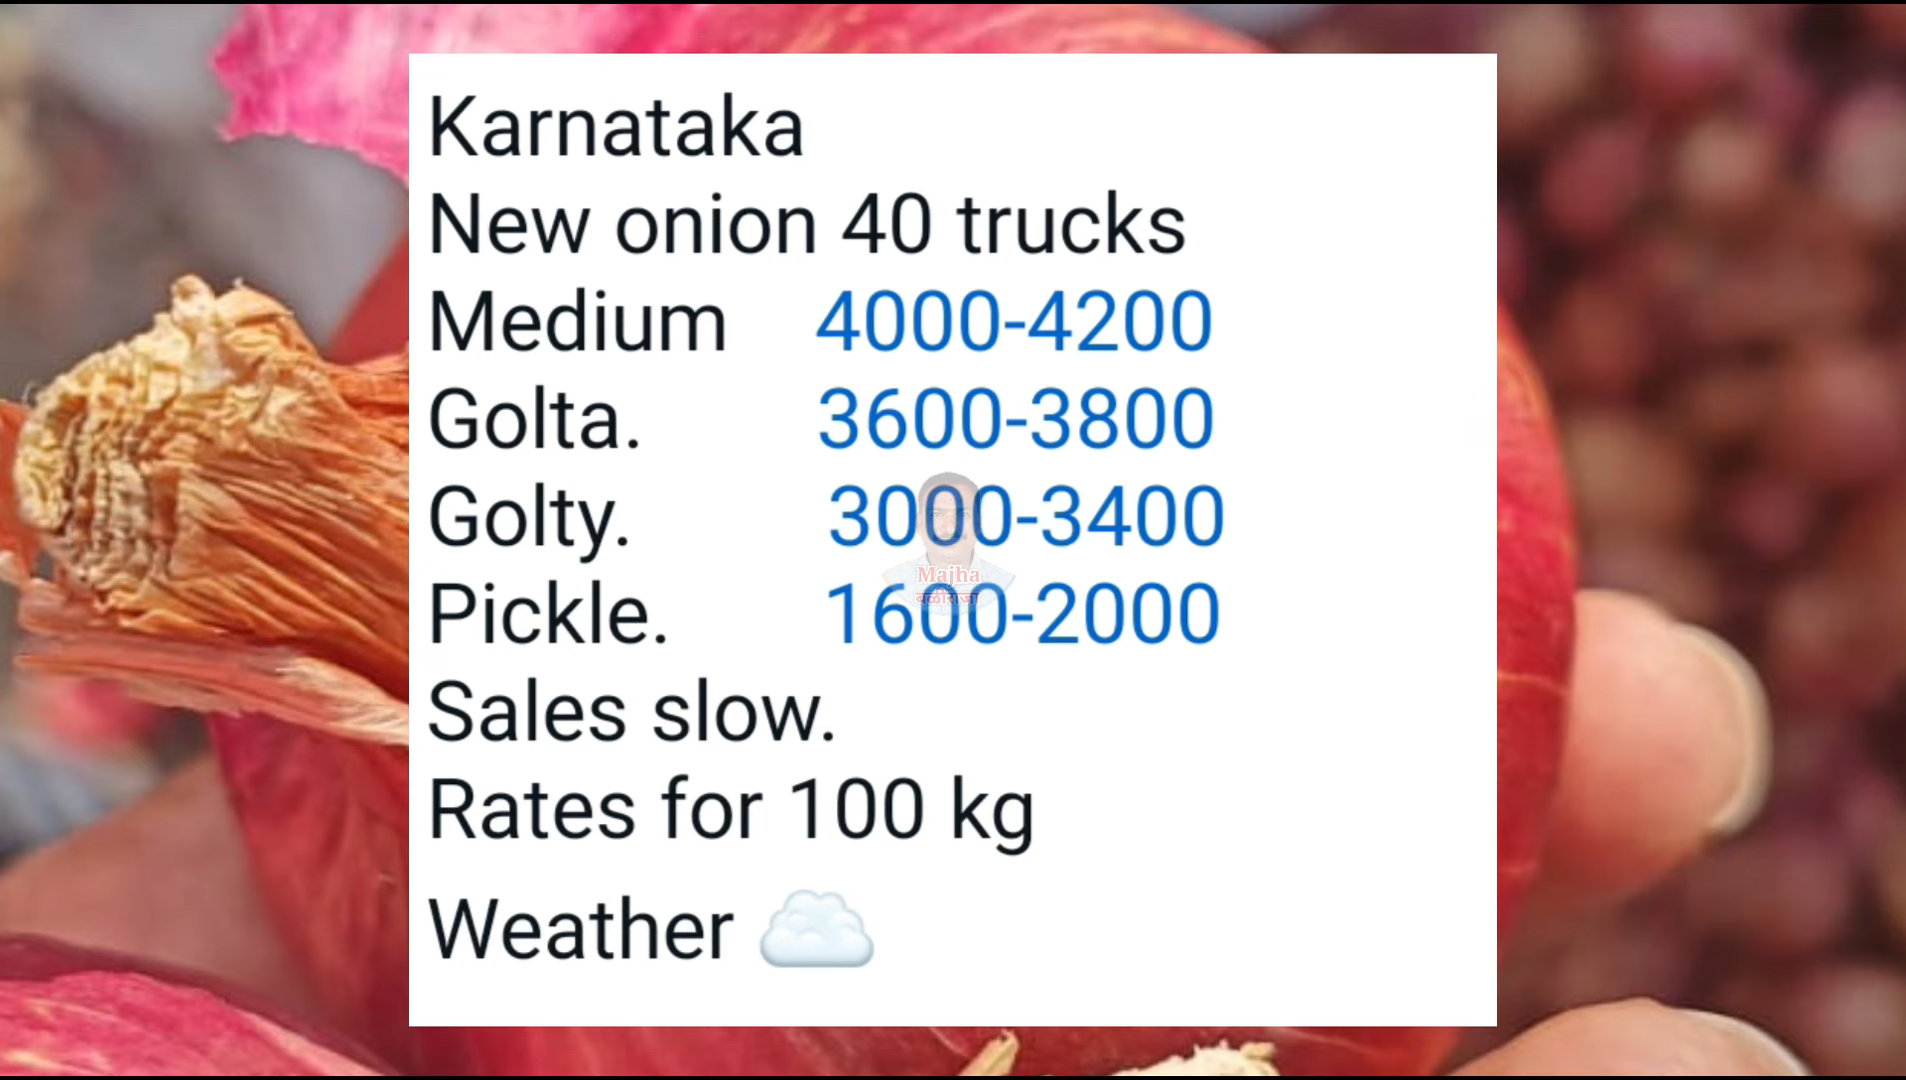 Karnataka
New onion 40 trucks
Medium 4000-4200
Golta. 3600-3800
Golty. 3000-3400
Majha
बळीराजा
Pickle. 1600-2000
Sales slow.
Rates for 100 kg
Weather ☁️